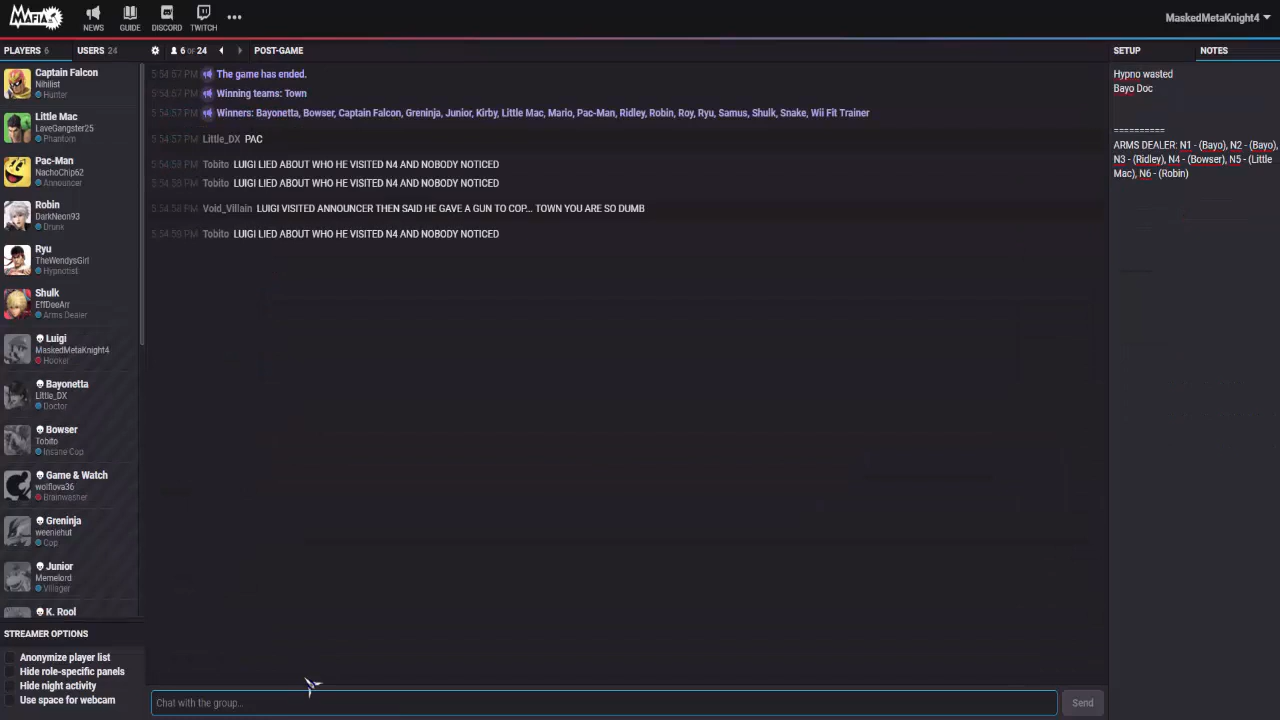 MAFIA
NEWS
GUIDE
DISCORD
TWITCH
MaskedMetaKnight4
PLAYERS 6
USERS 24
6 OF 24
POST-GAME
SETUP
NOTES
Captain Falcon
Nihilist
Hunter
Little Mac
LaveGangster25
Phantom
Pac-Man
NachoChip62
Announcer
Robin
DarkNeon93
Drunk
Ryu
TheWendysGirl
Hypnotist
Shulk
EffDeeArr
Arms Dealer
Luigi
MaskedMetaKnight4
Hooker
Bayonetta
Little_DX
Doctor
Bowser
Tobito
Insane Cop
Game & Watch
wolflova36
Brainwasher
Greninja
weeniehut
Cop
Junior
Memelord
Villager
K. Rool
STREAMER OPTIONS
Anonymize player list
Hide role-specific panels
Hide night activity
Use space for webcam
5:54:57 PM The game has ended.
5:54:57 PM Winning teams: Town
5:54:57 PM Winners: Bayonetta, Bowser, Captain Falcon, Greninja, Junior, Kirby, Little Mac, Mario, Pac-Man, Ridley, Robin, Roy, Ryu, Samus, Shulk, Snake, Wii Fit Trainer
5:54:57 PM Little_DX PAC
5:54:58 PM Tobito LUIGI LIED ABOUT WHO HE VISITED N4 AND NOBODY NOTICED
5:54:58 PM Tobito LUIGI LIED ABOUT WHO HE VISITED N4 AND NOBODY NOTICED
5:54:58 PM Void_Villain LUIGI VISITED ANNOUNCER THEN SAID HE GAVE A GUN TO COP... TOWN YOU ARE SO DUMB
5:54:59 PM Tobito LUIGI LIED ABOUT WHO HE VISITED N4 AND NOBODY NOTICED
Chat with the group...
Send
Hypno wasted
Bayo Doc
==========
ARMS DEALER: N1 - (Bayo), N2 - (Bayo),
N3 - (Ridley), N4 - (Bowser), N5 - (Little
Mac), N6 - (Robin)